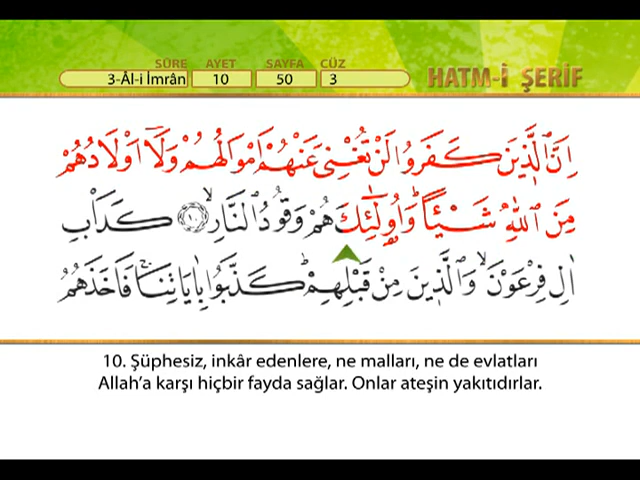 SÛRE AYET SAYFA CÜZ
3-Âl-i İmrân 10 50 3
HATM-İ ŞERİF
اِنَّ الَّذ۪ينَ كَفَرُوا لَنْ تُغْنِيَ عَنْهُمْ اَمْوَالُهُمْ وَلَٓا اَوْلَادُهُمْ
مِنَ اللّٰهِ شَيْـًٔاۜ وَاُو۬لٰٓئِكَ هُمْ وَقُودُ النَّارِۙ ﴿١٠﴾ كَدَاْبِ
اٰلِ فِرْعَوْنَۙ وَالَّذ۪ينَ مِنْ قَبْلِهِمْۜ كَذَّبُوا بِاٰيَاتِنَاۚ فَاَخَذَهُمُ
10. Şüphesiz, inkâr edenlere, ne malları, ne de evlatları
Allah'a karşı hiçbir fayda sağlar. Onlar ateşin yakıtıdırlar.